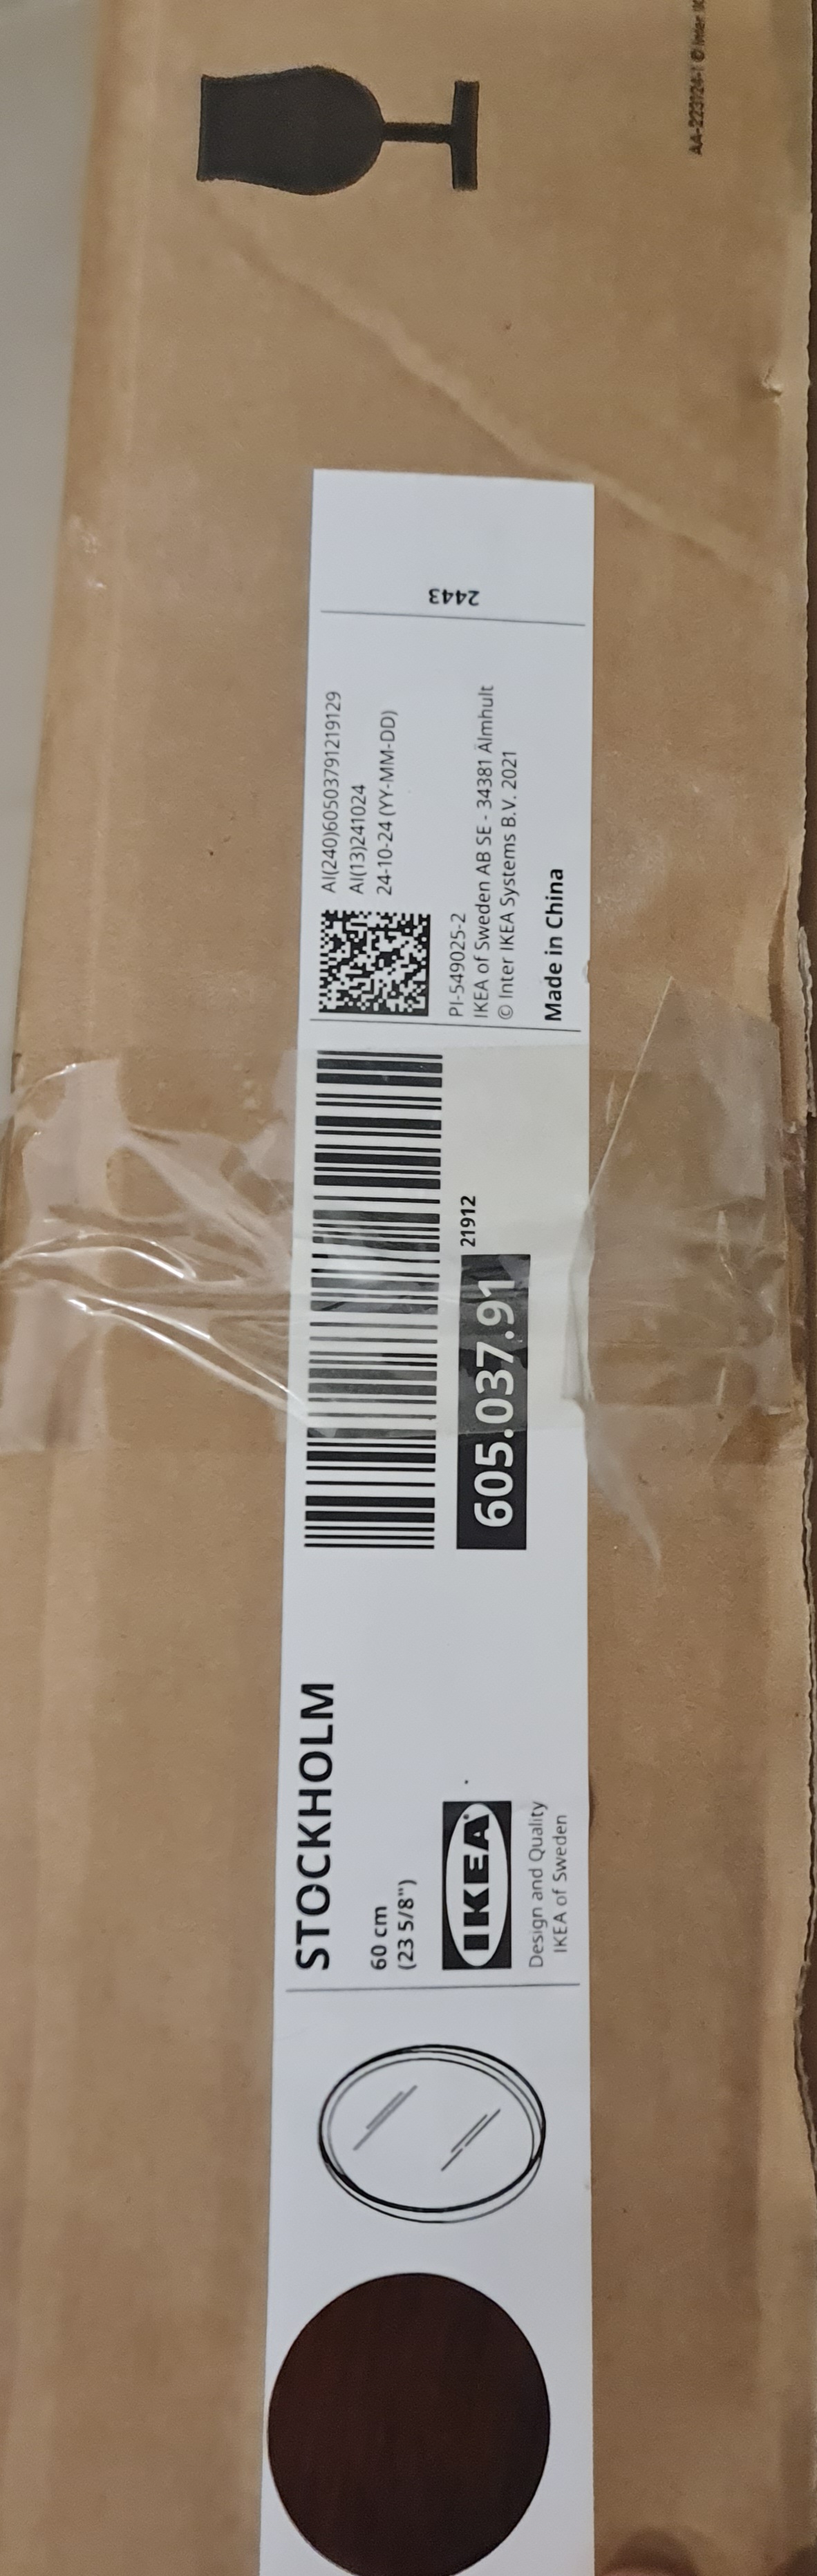 STOCKHOLM
60 cm
(23 5/8")
IKEA
Design and Quality
IKEA of Sweden
605.037.91
21912
AI(240)60503791219129
AI(13)241024
24-10-24 (YY-MM-DD)
PI-549025-2
IKEA of Sweden AB SE - 34381 Älmhult
© Inter IKEA Systems B.V. 2021
Made in China
2443
AA-223124-1 © Inter